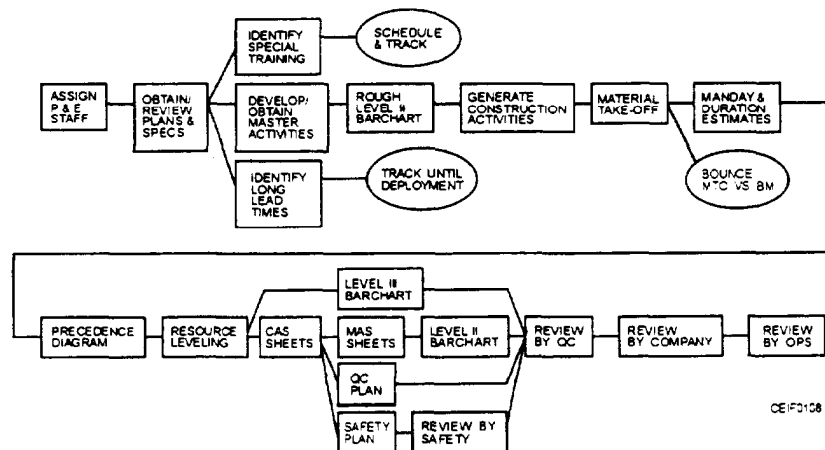 IDENTIFY
SPECIAL
TRAINING
SCHEDULE
& TRACK
ASSIGN
P & E
STAFF
OBTAIN/
REVIEW
PLANS &
SPECS
DEVELOP/
OBTAIN
MASTER
ACTIVITIES
ROUGH
LEVEL II
BARCHART
GENERATE
CONSTRUCTION
ACTIVITIES
MATERIAL
TAKE-OFF
MANDAY &
DURATION
ESTIMATES
IDENTIFY
LONG
LEAD
TIMES
TRACK UNTIL
DEPLOYMENT
BOUNCE
MTO VS BM
LEVEL III
BARCHART
PRECEDENCE
DIAGRAM
RESOURCE
LEVELING
CAS
SHEETS
MAS
SHEETS
LEVEL II
BARCHART
REVIEW
BY QC
REVIEW
BY COMPANY
REVIEW
BY OPS
QC
PLAN
SAFETY
PLAN
REVIEW BY
SAFETY
CEIF0108